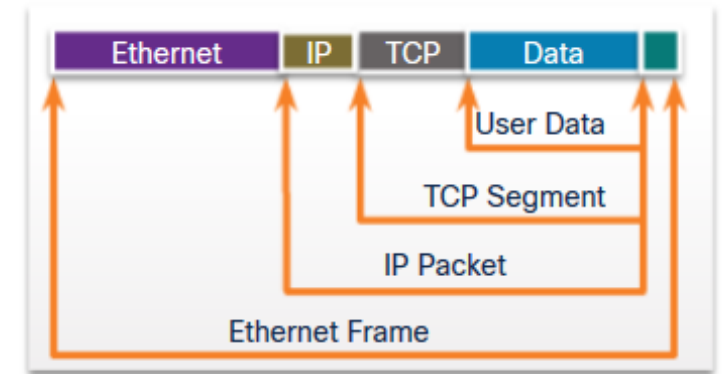 Ethernet IP TCP Data
User Data
TCP Segment
IP Packet
Ethernet Frame